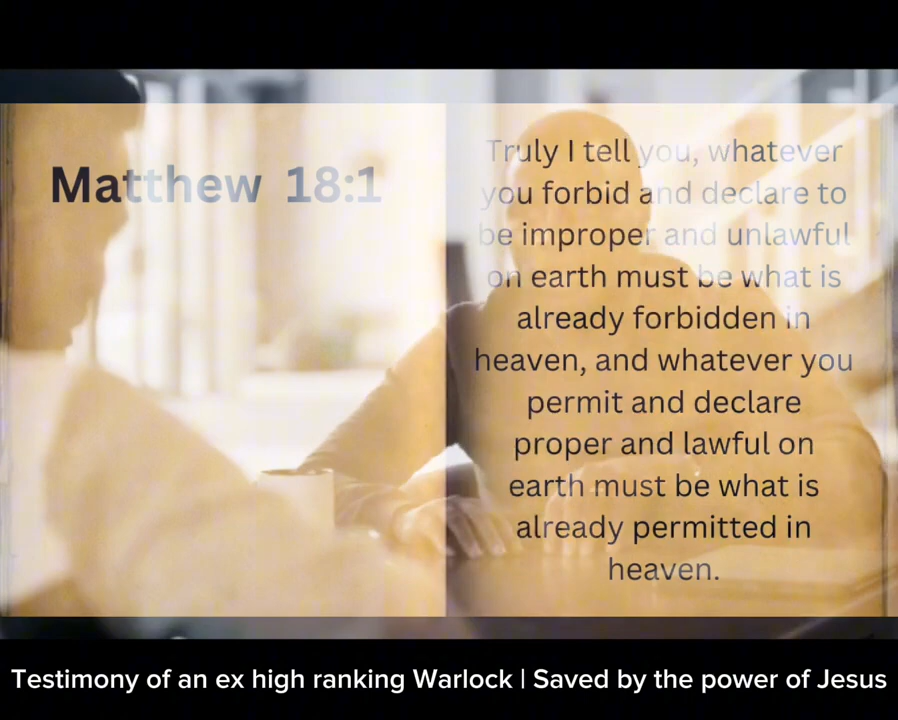 Matthew 18:1
Truly I tell you, whatever
you forbid and declare to
be improper and unlawful
on earth must be what is
already forbidden in
heaven, and whatever you
permit and declare
proper and lawful on
earth must be what is
already permitted in
heaven.
Testimony of an ex high ranking Warlock | Saved by the power of Jesus